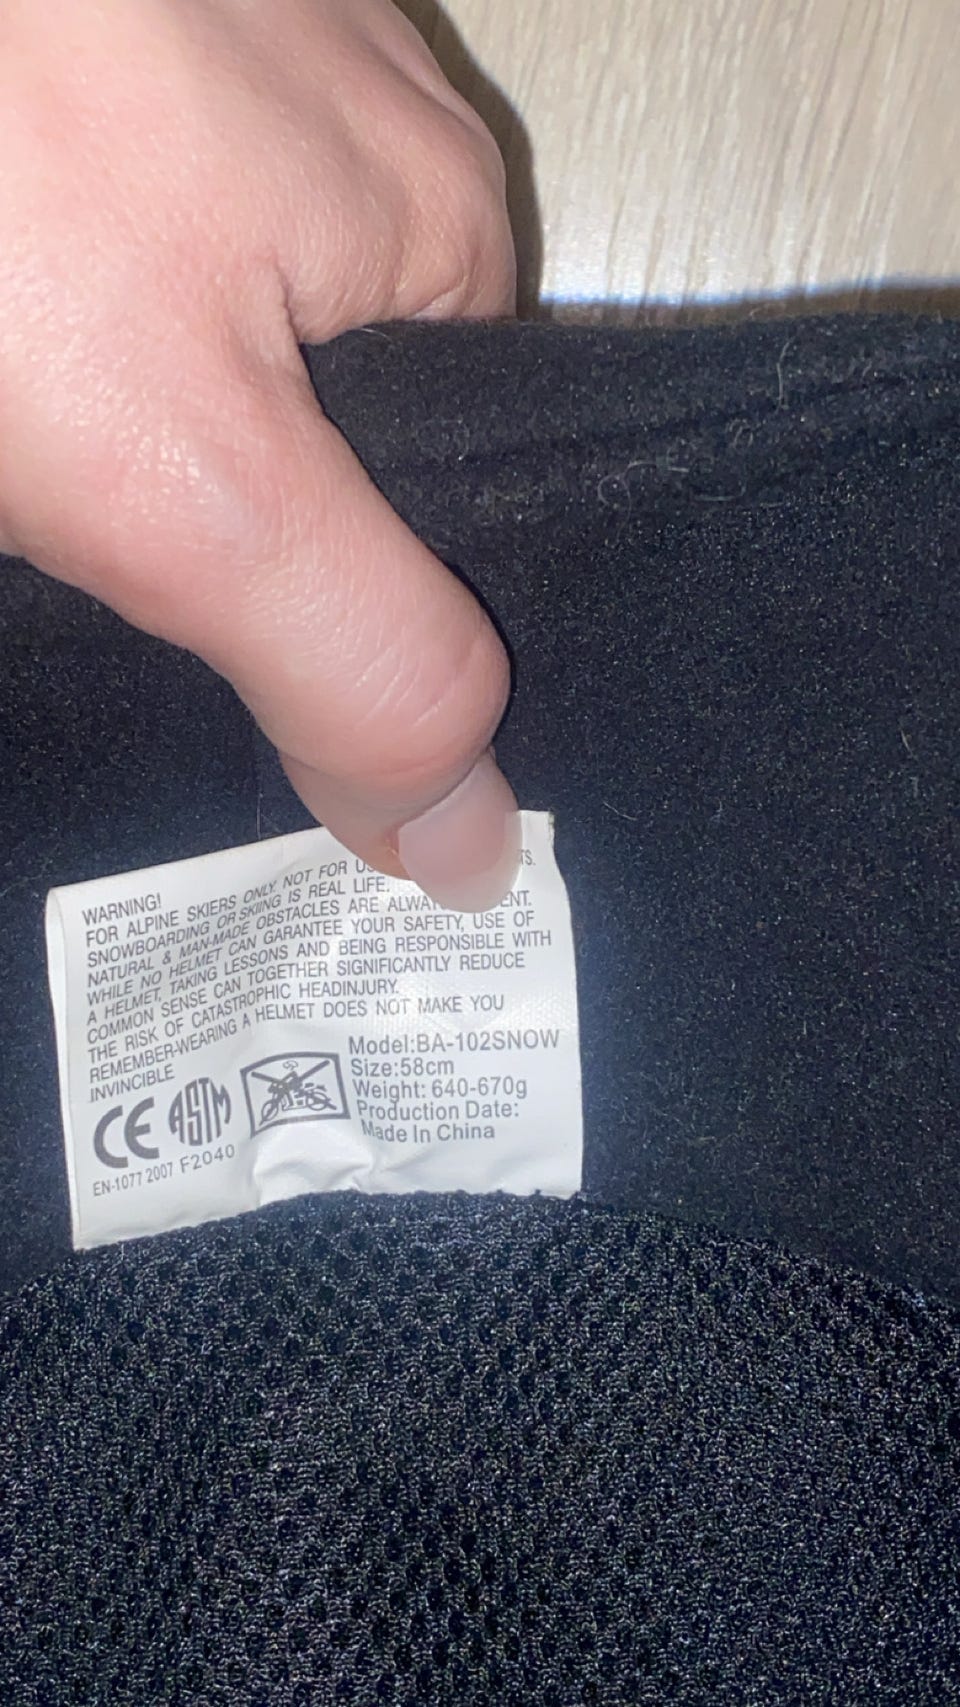 WARNING!
FOR ALPINE SKIERS ONLY. NOT FOR TS.
SNOWBOARDING OR SKIING IS REAL LIFE.
NATURAL & MAN-MADE OBSTACLES ARE
WHILE NO HELMET CAN GARANTEE YOUR SAFETY, USE OF
A HELMET, TAKING LESSONS AND BEING RESPONSIBLE WITH
COMMON SENSE CAN TOGETHER SIGNIFICANTLY REDUCE
THE RISK OF CATASTROPHIC HEADINJURY.
REMEMBER-WEARING A HELMET DOES NOT MAKE YOU
INVINCIBLE
CE ASTM
EN-1077 2007 F2040
Model:BA-102SNOW
Size:58cm
Weight: 640-670g
Production Date:
Made In China